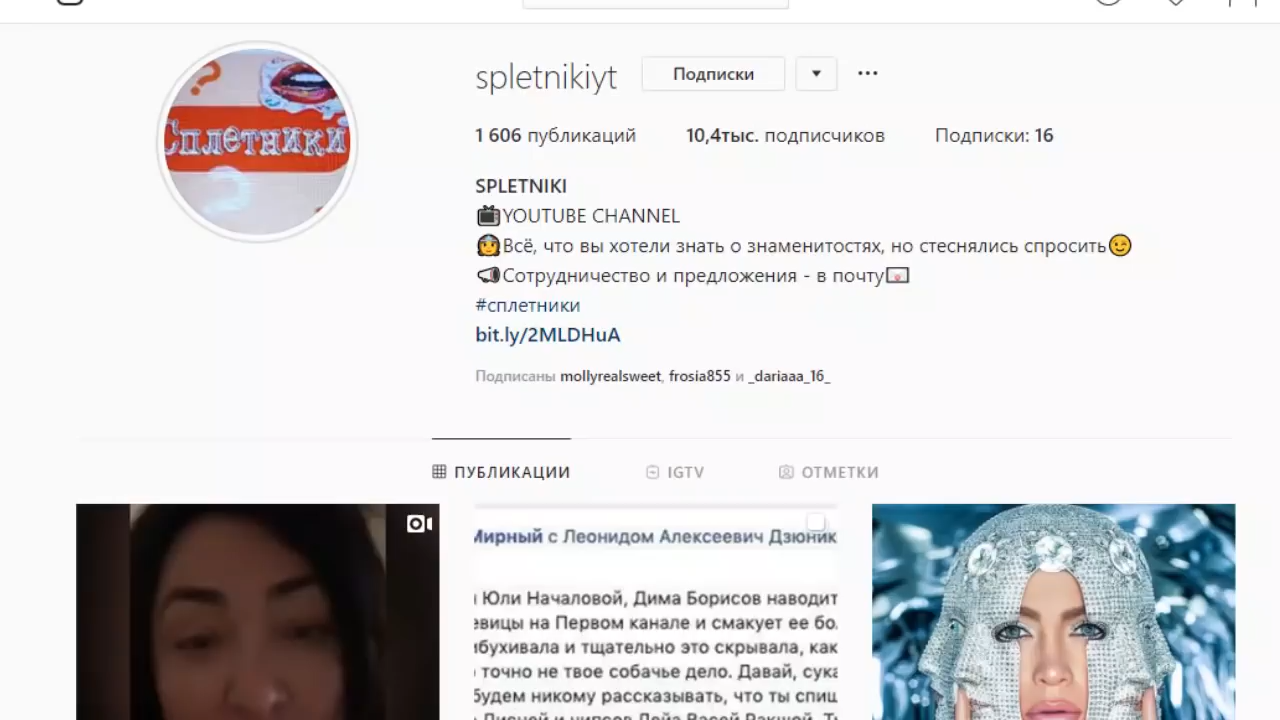 Сплетники
spletnikiyt Подписки
1 606 публикаций 10,4тыс. подписчиков Подписки: 16
SPLETNIKI
YOUTUBE CHANNEL
Всё, что вы хотели знать о знаменитостях, но стеснялись спросить
Сотрудничество и предложения - в почту
#сплетники
bit.ly/2MLDHuA
Подписаны mollyrealsweet, frosia855 и _dariaaa_16_
ПУБЛИКАЦИИ IGTV ОТМЕТКИ
Мирный с Леонидом Алексеевич Дзюник
Юли Началовой, Дима Борисов наводит
евицы на Первом канале и смакует ее бо
бухивала и тщательно это скрывала, как
точно не твое собачье дело. Давай, сука
будем никому рассказывать, что ты спиш